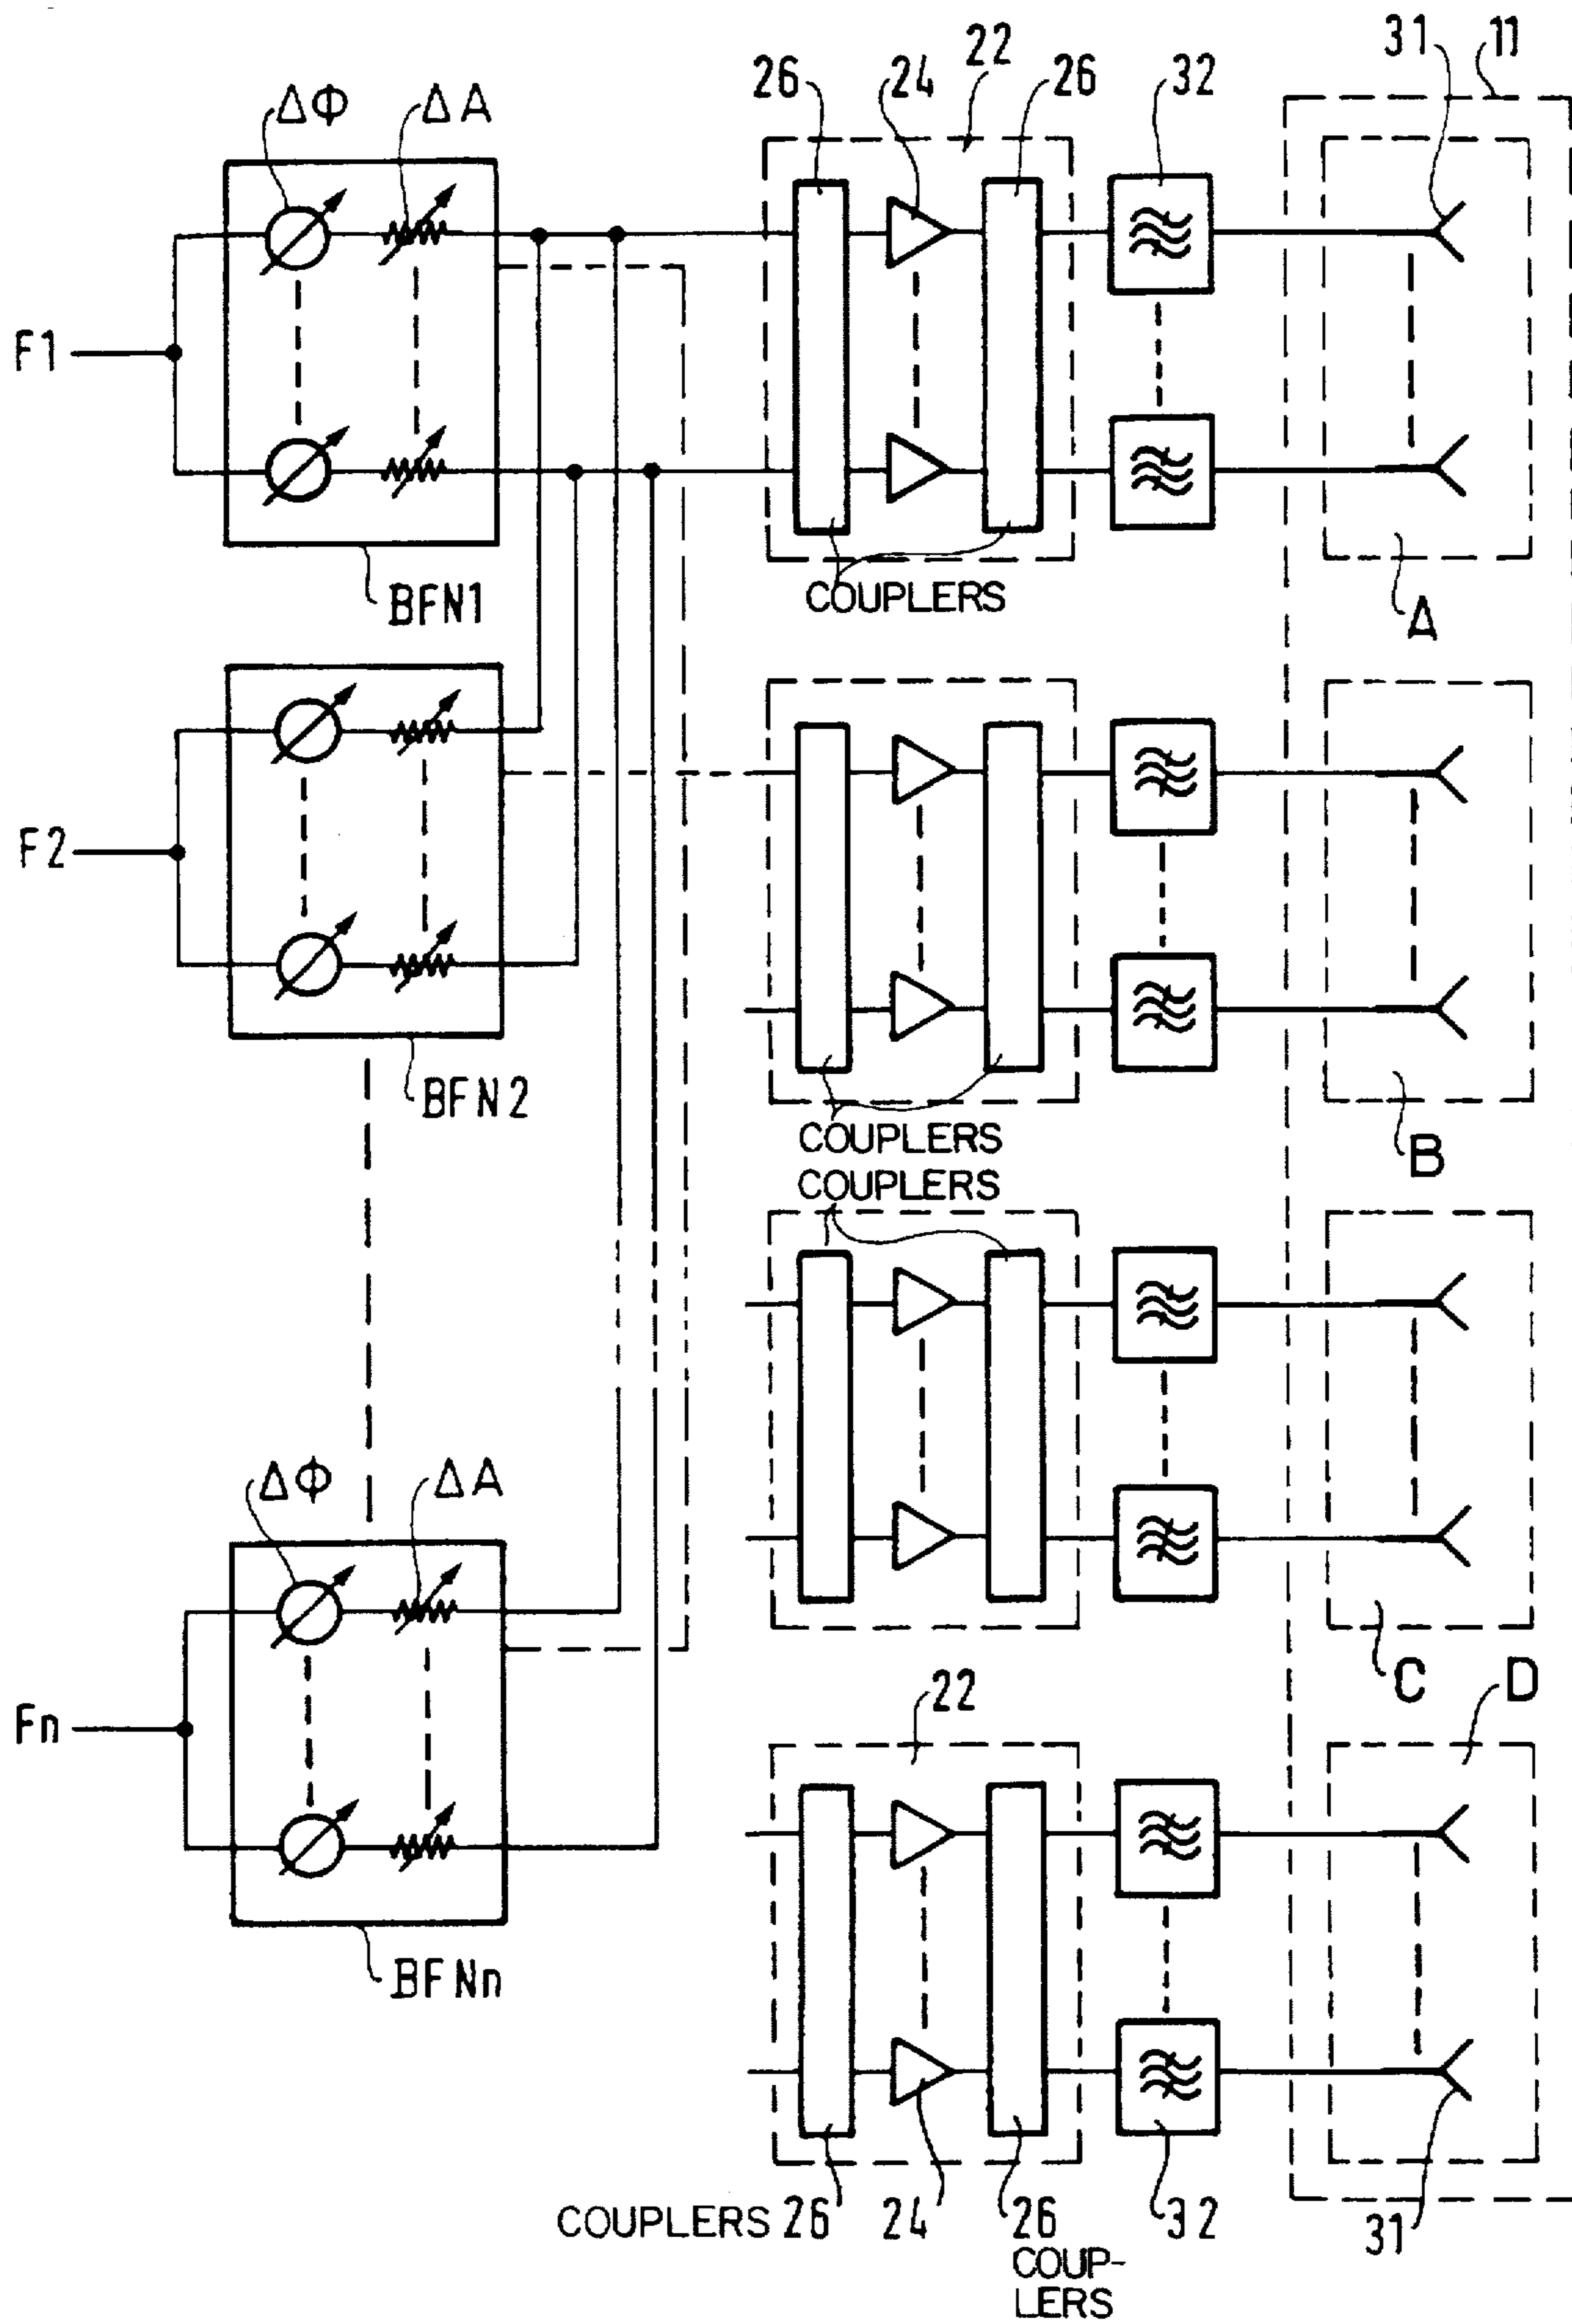 31 11
26 24 22 26 32
ΔΦ ΔA
F1
BFN1
COUPLERS
A
F2
BFN2
COUPLERS
B
COUPLERS
ΔΦ ΔA
C D
22
Fn
BFNn
COUPLERS 26 24 26 32 31
COUP-
LERS